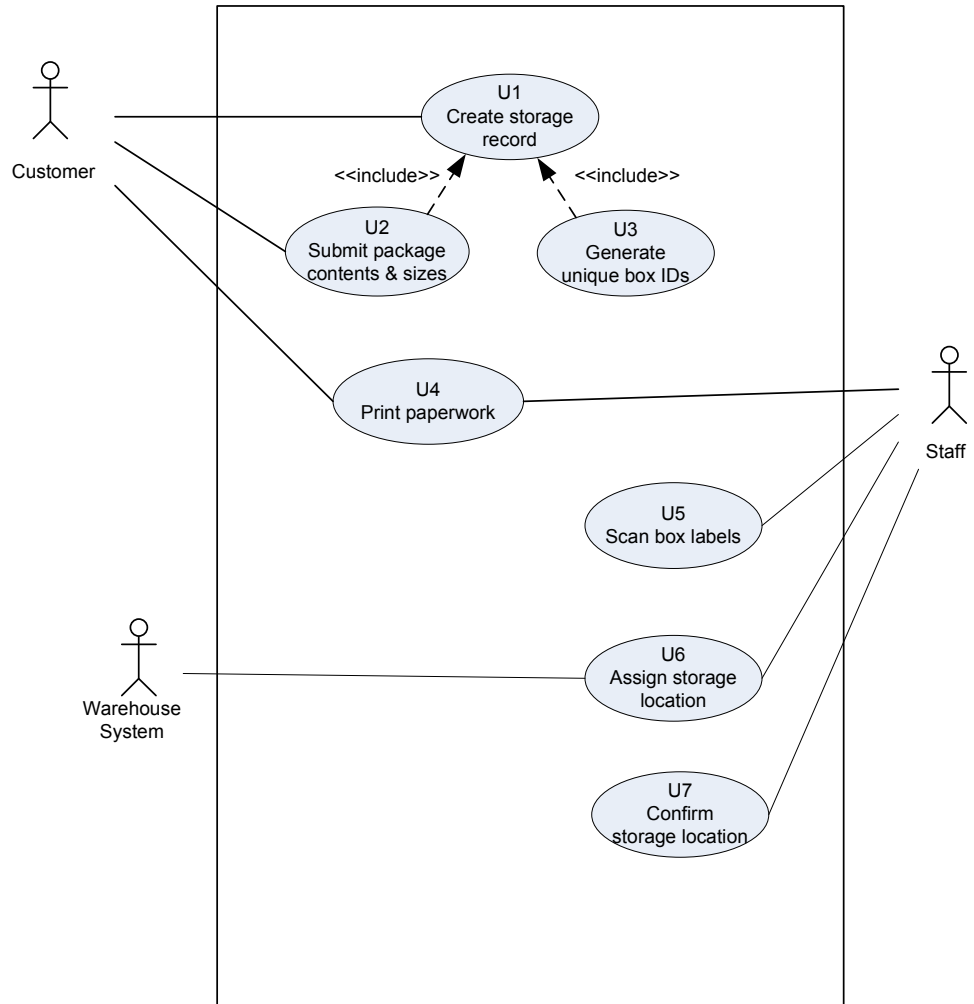 U1
Create storage
record
Customer
<<include>>
<<include>>
U2
Submit package
contents & sizes
U3
Generate
unique box IDs
U4
Print paperwork
Staff
U5
Scan box labels
U6
Assign storage
location
Warehouse
System
U7
Confirm
storage location